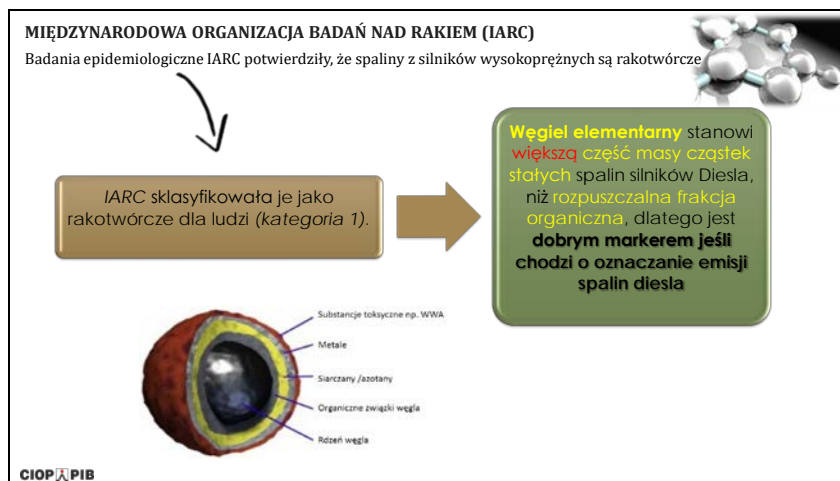 MIĘDZYNARODOWA ORGANIZACJA BADAŃ NAD RAKIEM (IARC)
Badania epidemiologiczne IARC potwierdziły, że spaliny z silników wysokoprężnych są rakotwórcze
IARC sklasyfikowała je jako
rakotwórcze dla ludzi (kategoria 1).
Węgiel elementarny stanowi
większą część masy cząstek
stałych spalin silników Diesla,
niż rozpuszczalna frakcja
organiczna, dlatego jest
dobrym markerem jeśli
chodzi o oznaczanie emisji
spalin diesla
Substancje toksyczne np. WWA
Metale
Siarczany /azotany
Organiczne związki węgla
Rdzeń węgla
CIOP PIB